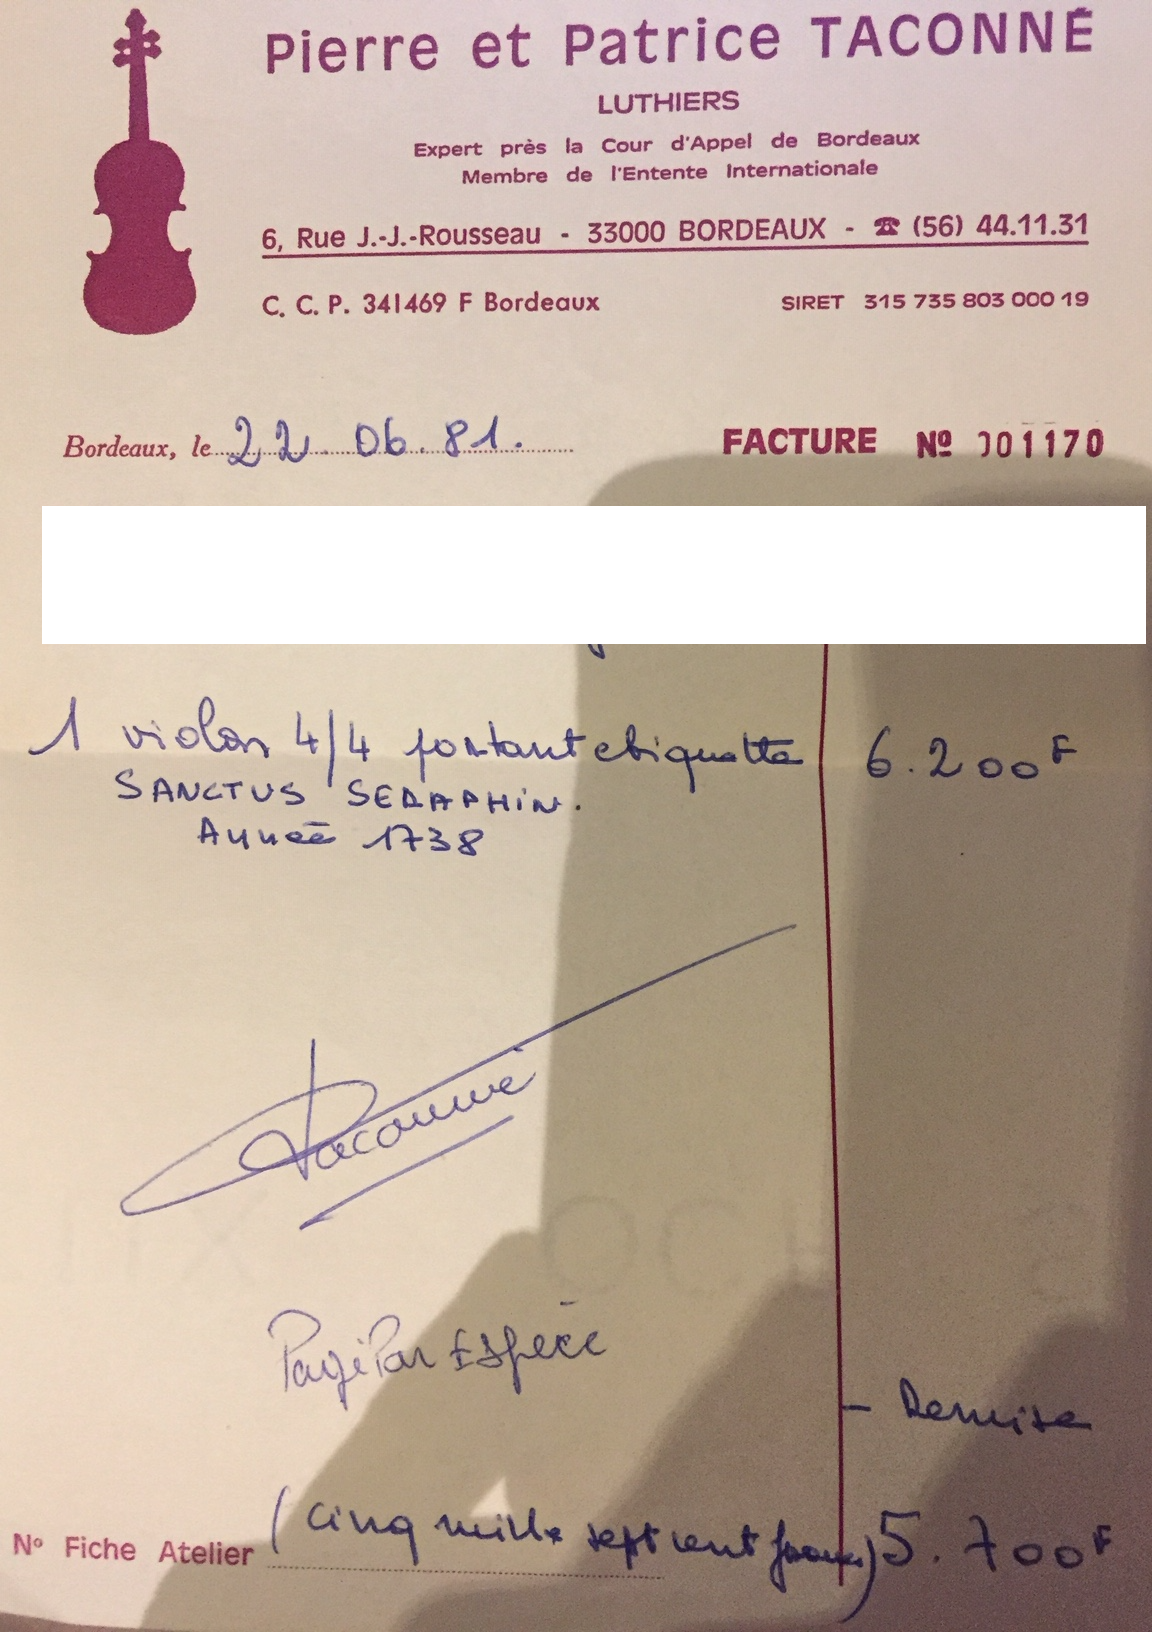 Pierre et Patrice TACONNÉ
LUTHIERS
Expert près la Cour d'Appel de Bordeaux
Membre de l'Entente Internationale
6, Rue J.-J.-Rousseau - 33000 BORDEAUX - ☎ (56) 44.11.31
C. C. P. 341469 F Bordeaux SIRET 315 735 803 000 19
Bordeaux, le 22.06.81. FACTURE Nº 001170
1 violon 4/4 portant etiquette 6.200F
SANCTUS SERAPHIN.
Année 1738
Taconné
Payé Par Espèce
- Remise
Nº Fiche Atelier (cinq mille sept cent francs) 5.700F